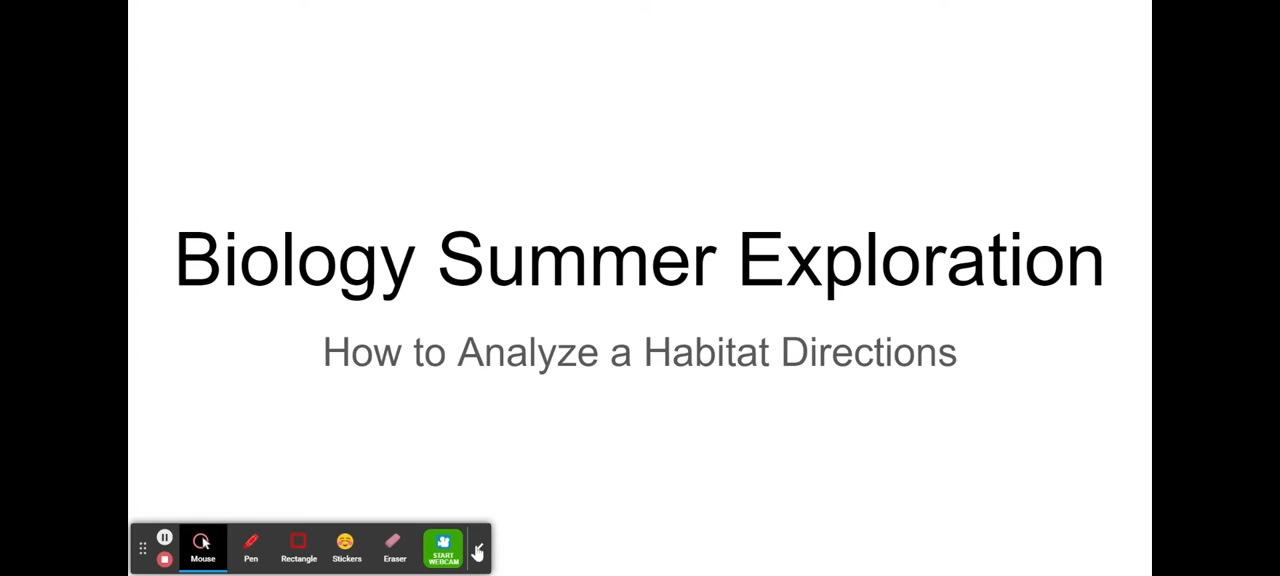 Biology Summer Exploration
How to Analyze a Habitat Directions
Mouse
Pen
Rectangle
Stickers
Eraser
START
WEBCAM